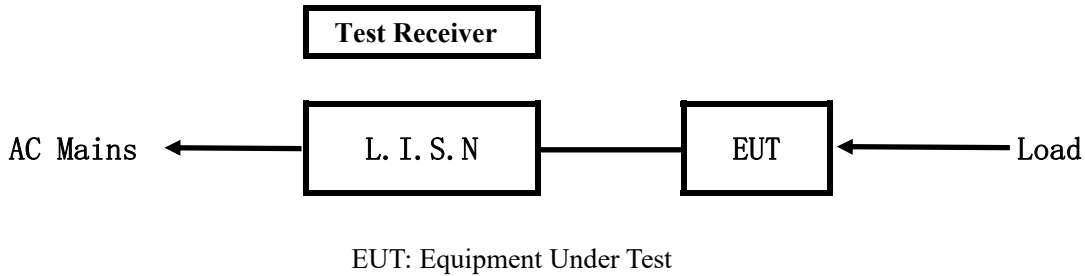 Test Receiver
AC Mains L.I.S.N EUT Load
EUT: Equipment Under Test